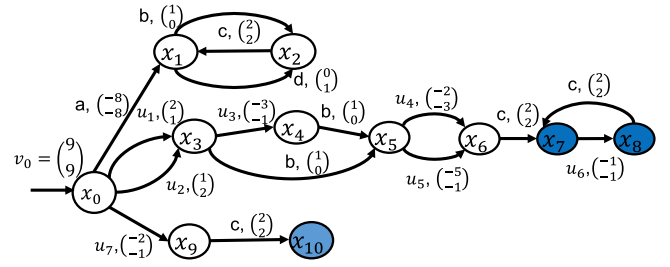 b, (1 0)
c, (2 2)
x₁
x₂
d, (0 1)
a, (-8 -8)
u₁, (2 1)
u₃, (-3 -1)
b, (1 0)
u₄, (-2 -3)
c, (2 2)
c, (2 2)
v₀ = (9 9)
x₃
x₄
x₅
x₆
x₇
x₈
x₀
u₂, (1 2)
b, (1 0)
u₅, (-5 -1)
u₆, (-1 -1)
u₇, (-2 -1)
x₉
c, (2 2)
x₁₀